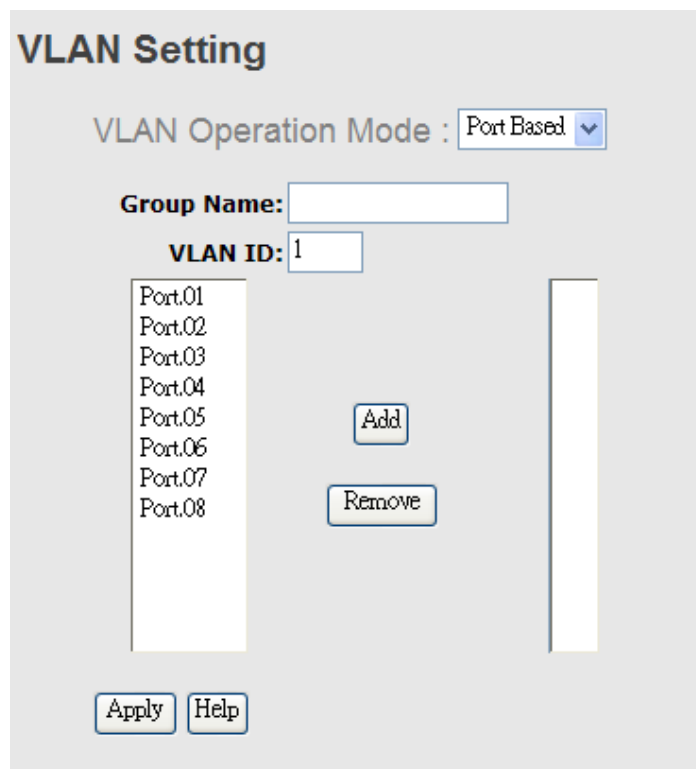 VLAN Setting
VLAN Operation Mode : Port Based
Group Name:
VLAN ID: 1
Port.01
Port.02
Port.03
Port.04
Port.05
Port.06
Port.07
Port.08
Add
Remove
Apply Help